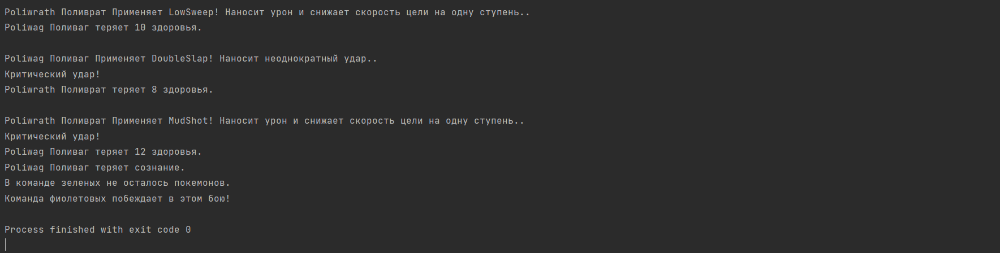 Poliwrath Поливрат Применяет LowSweep! Наносит урон и снижает скорость цели на одну ступень..
Poliwag Поливаг теряет 10 здоровья.
Poliwag Поливаг Применяет DoubleSlap! Наносит неоднократный удар..
Критический удар!
Poliwrath Поливрат теряет 8 здоровья.
Poliwrath Поливрат Применяет MudShot! Наносит урон и снижает скорость цели на одну ступень..
Критический удар!
Poliwag Поливаг теряет 12 здоровья.
Poliwag Поливаг теряет сознание.
В команде зеленых не осталось покемонов.
Команда фиолетовых побеждает в этом бою!
Process finished with exit code 0